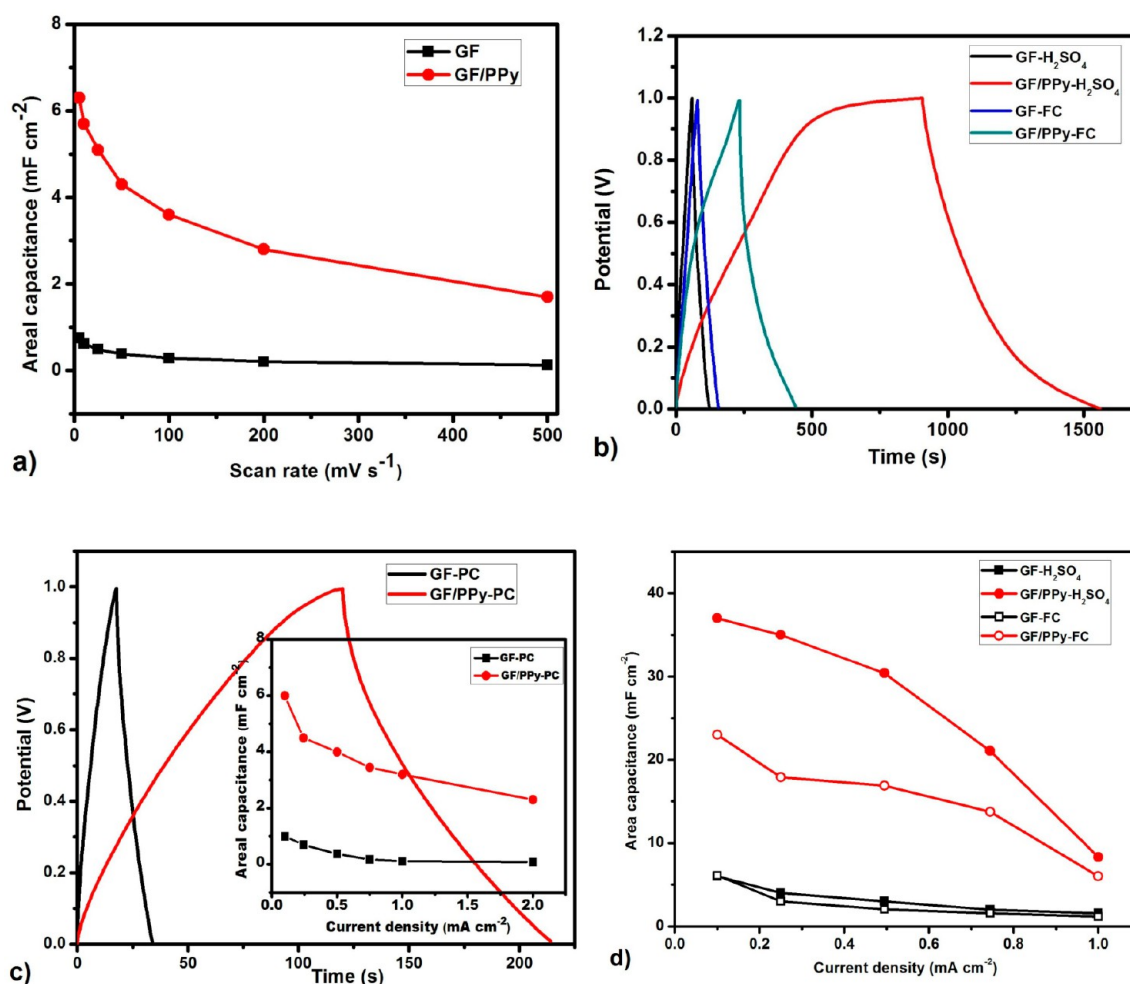 8
6
4
2
0
Areal capacitance (mF cm⁻²)
GF
GF/PPy
0 100 200 300 400 500
Scan rate (mV s⁻¹)
a)
1.2
1.0
0.8
0.6
0.4
0.2
0.0
Potential (V)
GF-H₂SO₄
GF/PPy-H₂SO₄
GF-FC
GF/PPy-FC
0 500 1000 1500
Time (s)
b)
1.0
0.8
0.6
0.4
0.2
0.0
Potential (V)
GF-PC
GF/PPy-PC
8
6
4
2
0
Areal capacitance (mF cm⁻²)
GF-PC
GF/PPy-PC
0.0 0.5 1.0 1.5 2.0
Current density (mA cm⁻²)
0 50 100 150 200
Time (s)
c)
40
30
20
10
0
Area capacitance (mF cm⁻²)
GF-H₂SO₄
GF/PPy-H₂SO₄
GF-FC
GF/PPy-FC
0.0 0.2 0.4 0.6 0.8 1.0
Current density (mA cm⁻²)
d)